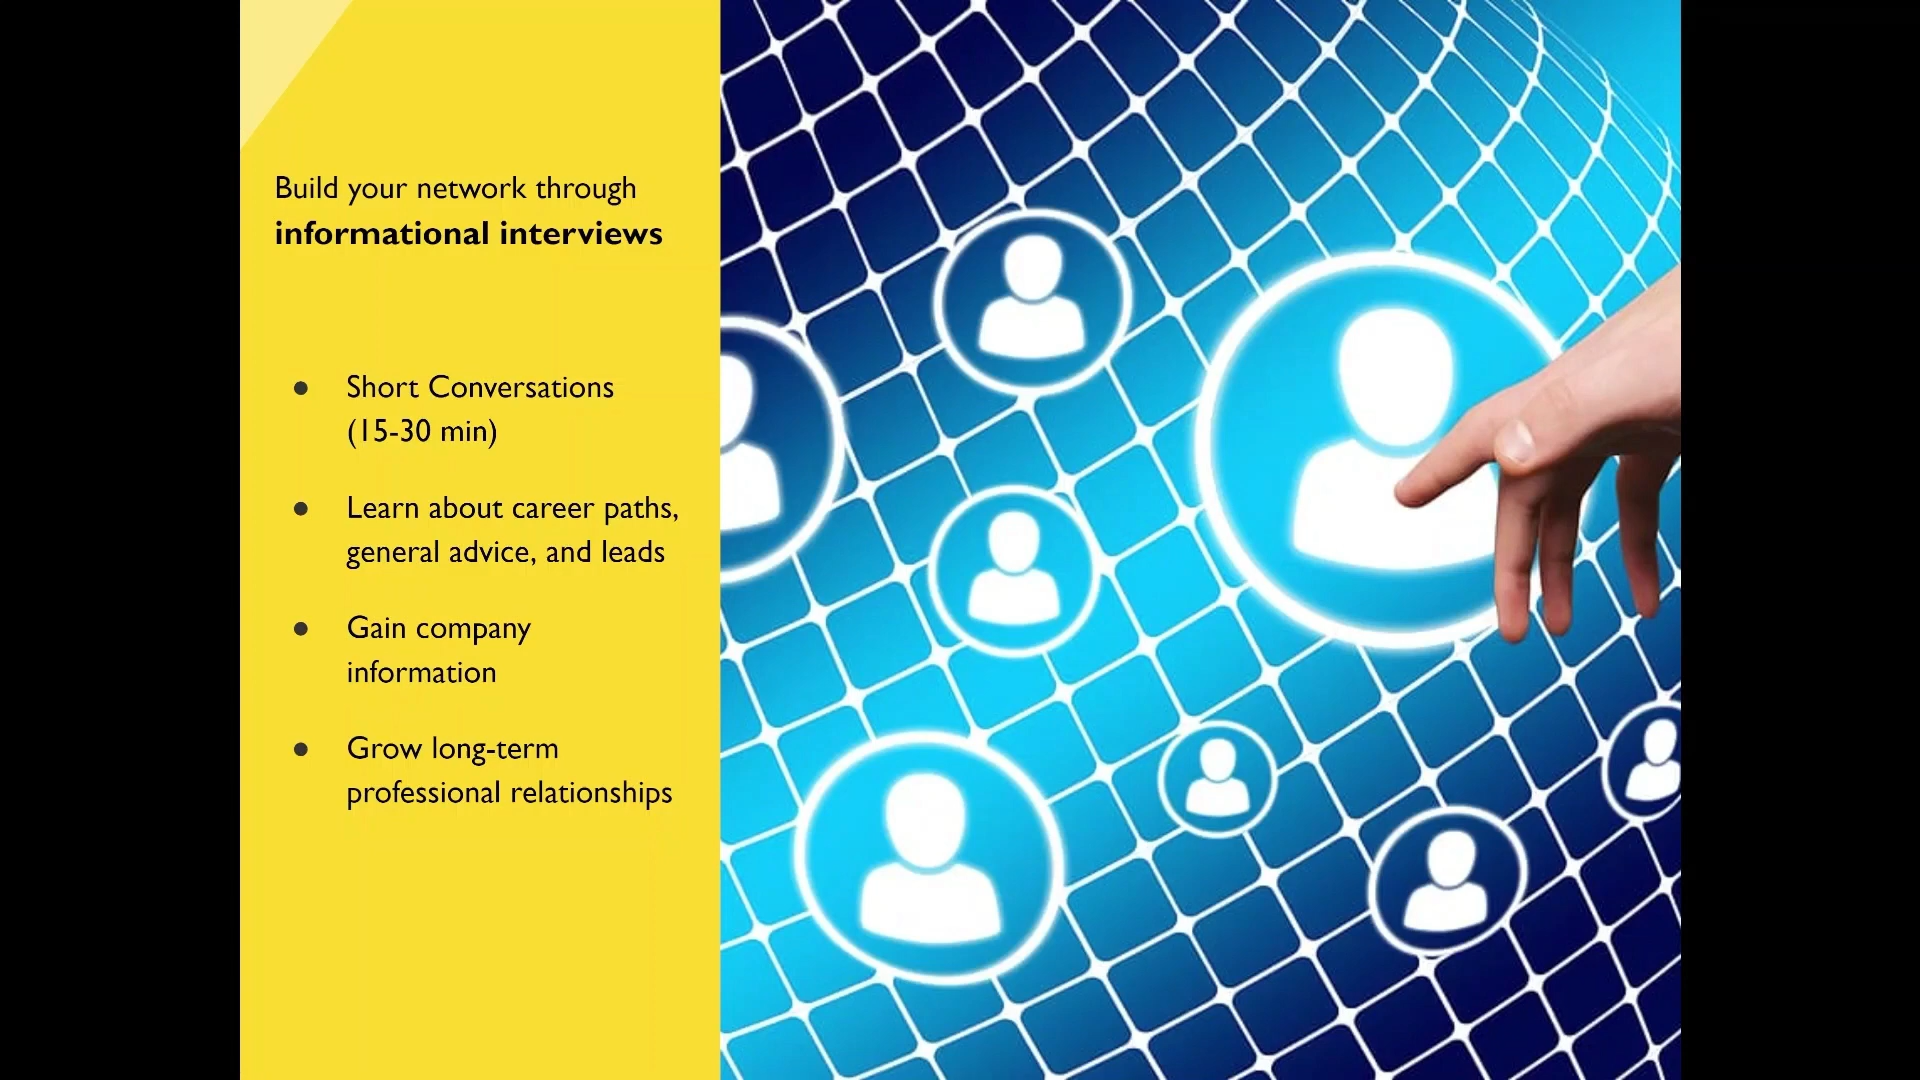 Build your network through
informational interviews
● Short Conversations
(15-30 min)
● Learn about career paths,
general advice, and leads
● Gain company
information
● Grow long-term
professional relationships